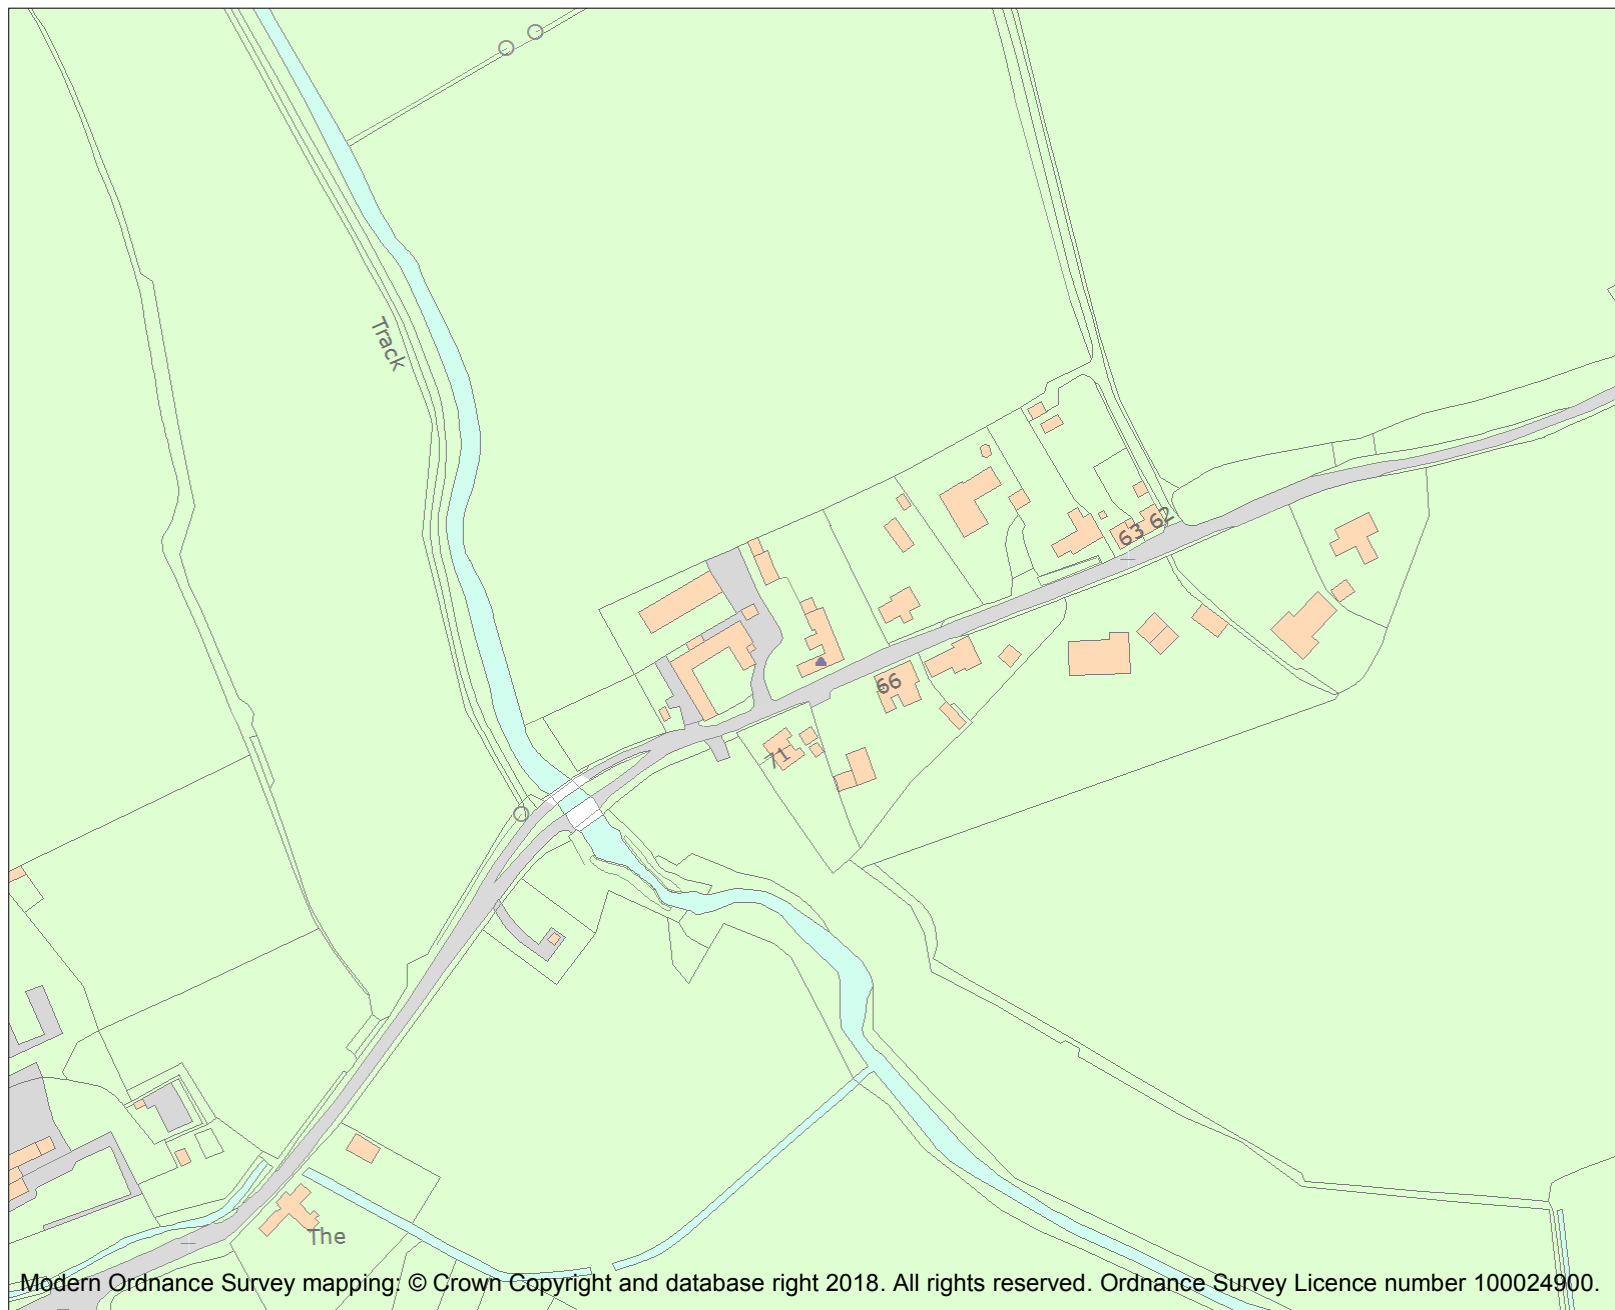 Track
63 62
66
71
The
Modern Ordnance Survey mapping: © Crown Copyright and database right 2018. All rights reserved. Ordnance Survey Licence number 100024900.